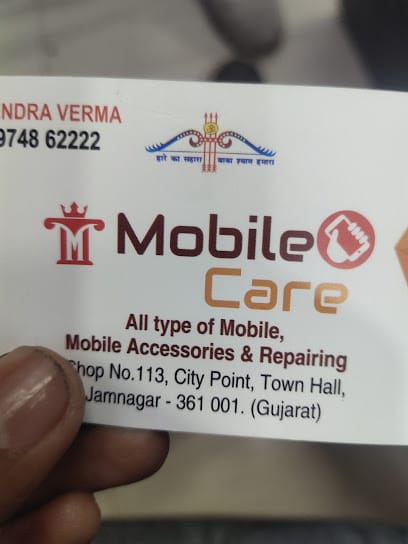 NDRA VERMA
9748 62222
हारे का सहारा बाबा श्याम हमारा
M
Mobile
Care
All type of Mobile,
Mobile Accessories & Repairing
Shop No.113, City Point, Town Hall,
Jamnagar - 361 001. (Gujarat)